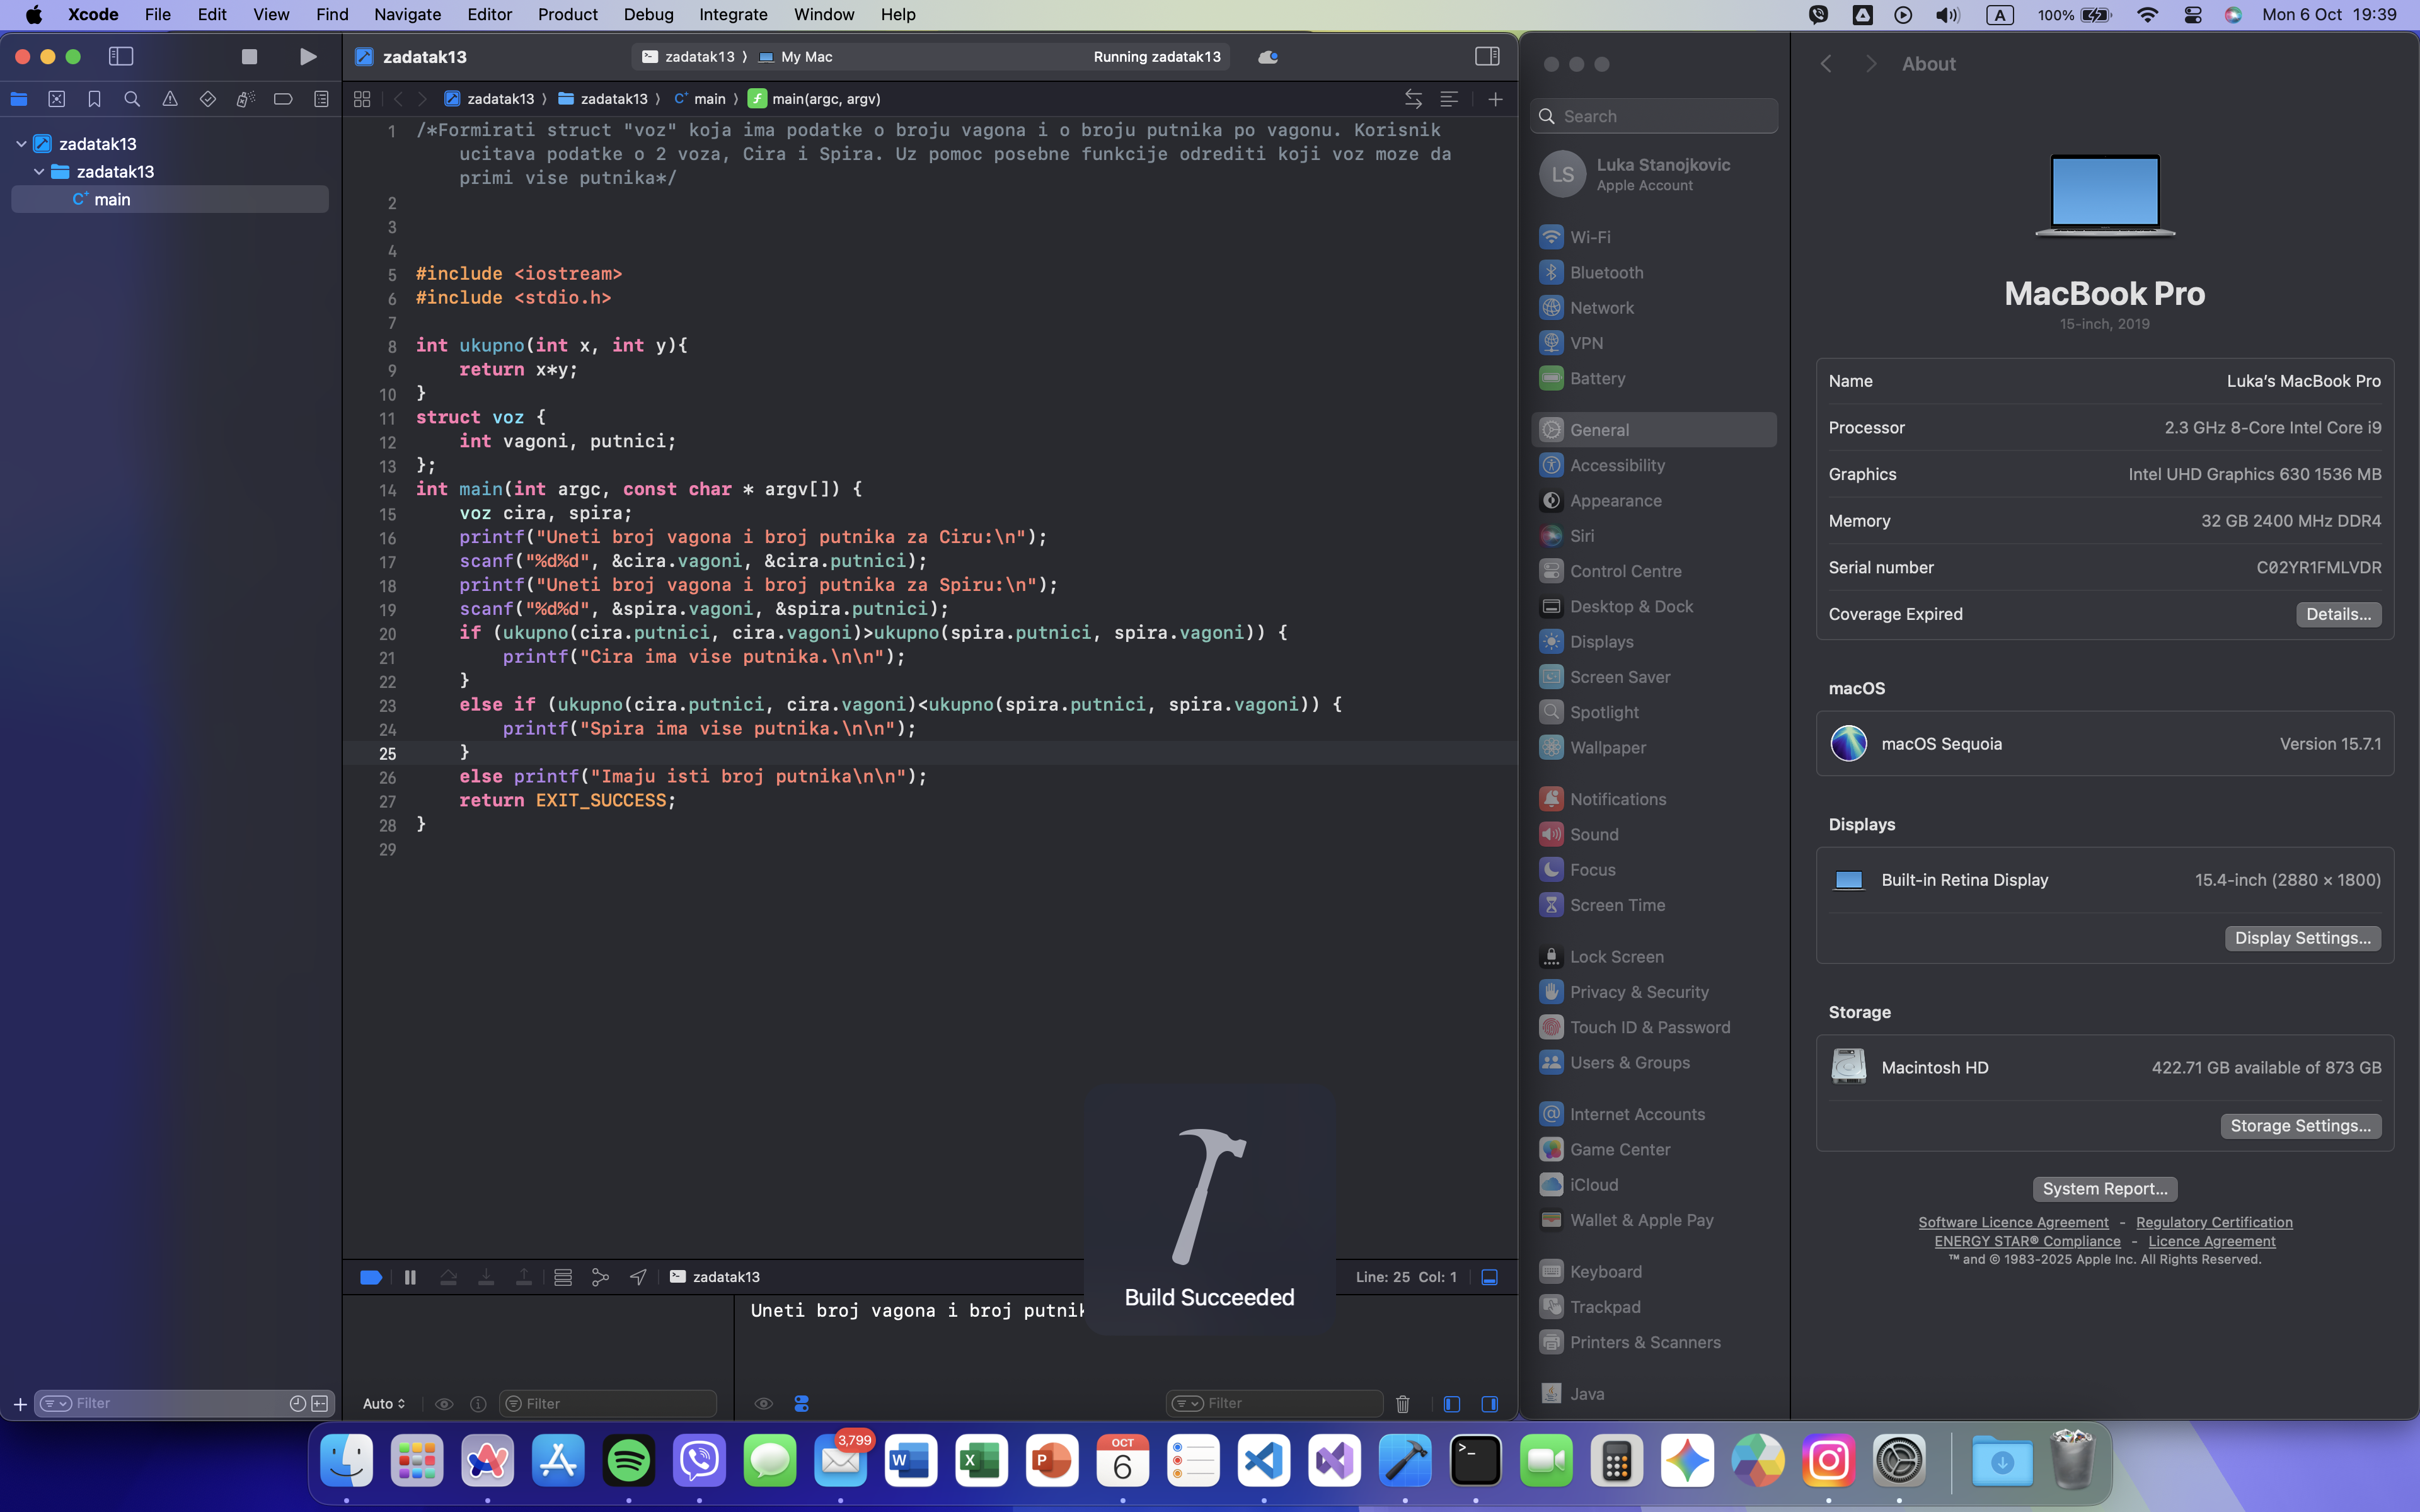 Xcode File Edit View Find Navigate Editor Product Debug Integrate Window Help
A 100% Mon 6 Oct 19:39
zadatak13
zadatak13 〉 My Mac
Running zadatak13
zadatak13 〉 zadatak13 〉 main 〉 main(argc, argv)
zadatak13
zadatak13
main
Filter
1 /*Formirati struct "voz" koja ima podatke o broju vagona i o broju putnika po vagonu. Korisnik
ucitava podatke o 2 voza, Cira i Spira. Uz pomoc posebne funkcije odrediti koji voz moze da
primi vise putnika*/
2
3
4
5 #include <iostream>
6 #include <stdio.h>
7
8 int ukupno(int x, int y){
9 return x*y;
10 }
11 struct voz {
12 int vagoni, putnici;
13 };
14 int main(int argc, const char * argv[]) {
15 voz cira, spira;
16 printf("Uneti broj vagona i broj putnika za Ciru:\n");
17 scanf("%d%d", &cira.vagoni, &cira.putnici);
18 printf("Uneti broj vagona i broj putnika za Spiru:\n");
19 scanf("%d%d", &spira.vagoni, &spira.putnici);
20 if (ukupno(cira.putnici, cira.vagoni)>ukupno(spira.putnici, spira.vagoni)) {
21 printf("Cira ima vise putnika.\n\n");
22 }
23 else if (ukupno(cira.putnici, cira.vagoni)<ukupno(spira.putnici, spira.vagoni)) {
24 printf("Spira ima vise putnika.\n\n");
25 }
26 else printf("Imaju isti broj putnika\n\n");
27 return EXIT_SUCCESS;
28 }
29
zadatak13
Line: 25 Col: 1
Uneti broj vagona i broj putnik
Build Succeeded
Auto
Filter
Filter
Search
LS
Luka Stanojkovic
Apple Account
Wi-Fi
Bluetooth
Network
VPN
Battery
General
Accessibility
Appearance
Siri
Control Centre
Desktop & Dock
Displays
Screen Saver
Spotlight
Wallpaper
Notifications
Sound
Focus
Screen Time
Lock Screen
Privacy & Security
Touch ID & Password
Users & Groups
Internet Accounts
Game Center
iCloud
Wallet & Apple Pay
Keyboard
Trackpad
Printers & Scanners
Java
About
MacBook Pro
15-inch, 2019
Name Luka’s MacBook Pro
Processor 2.3 GHz 8-Core Intel Core i9
Graphics Intel UHD Graphics 630 1536 MB
Memory 32 GB 2400 MHz DDR4
Serial number C02YR1FMLVDR
Coverage Expired Details...
macOS
macOS Sequoia Version 15.7.1
Displays
Built-in Retina Display 15.4-inch (2880 × 1800)
Display Settings...
Storage
Macintosh HD 422.71 GB available of 873 GB
Storage Settings...
System Report...
Software Licence Agreement - Regulatory Certification
ENERGY STAR® Compliance - Licence Agreement
™ and © 1983-2025 Apple Inc. All Rights Reserved.
3,799
W
X
P
OCT
6